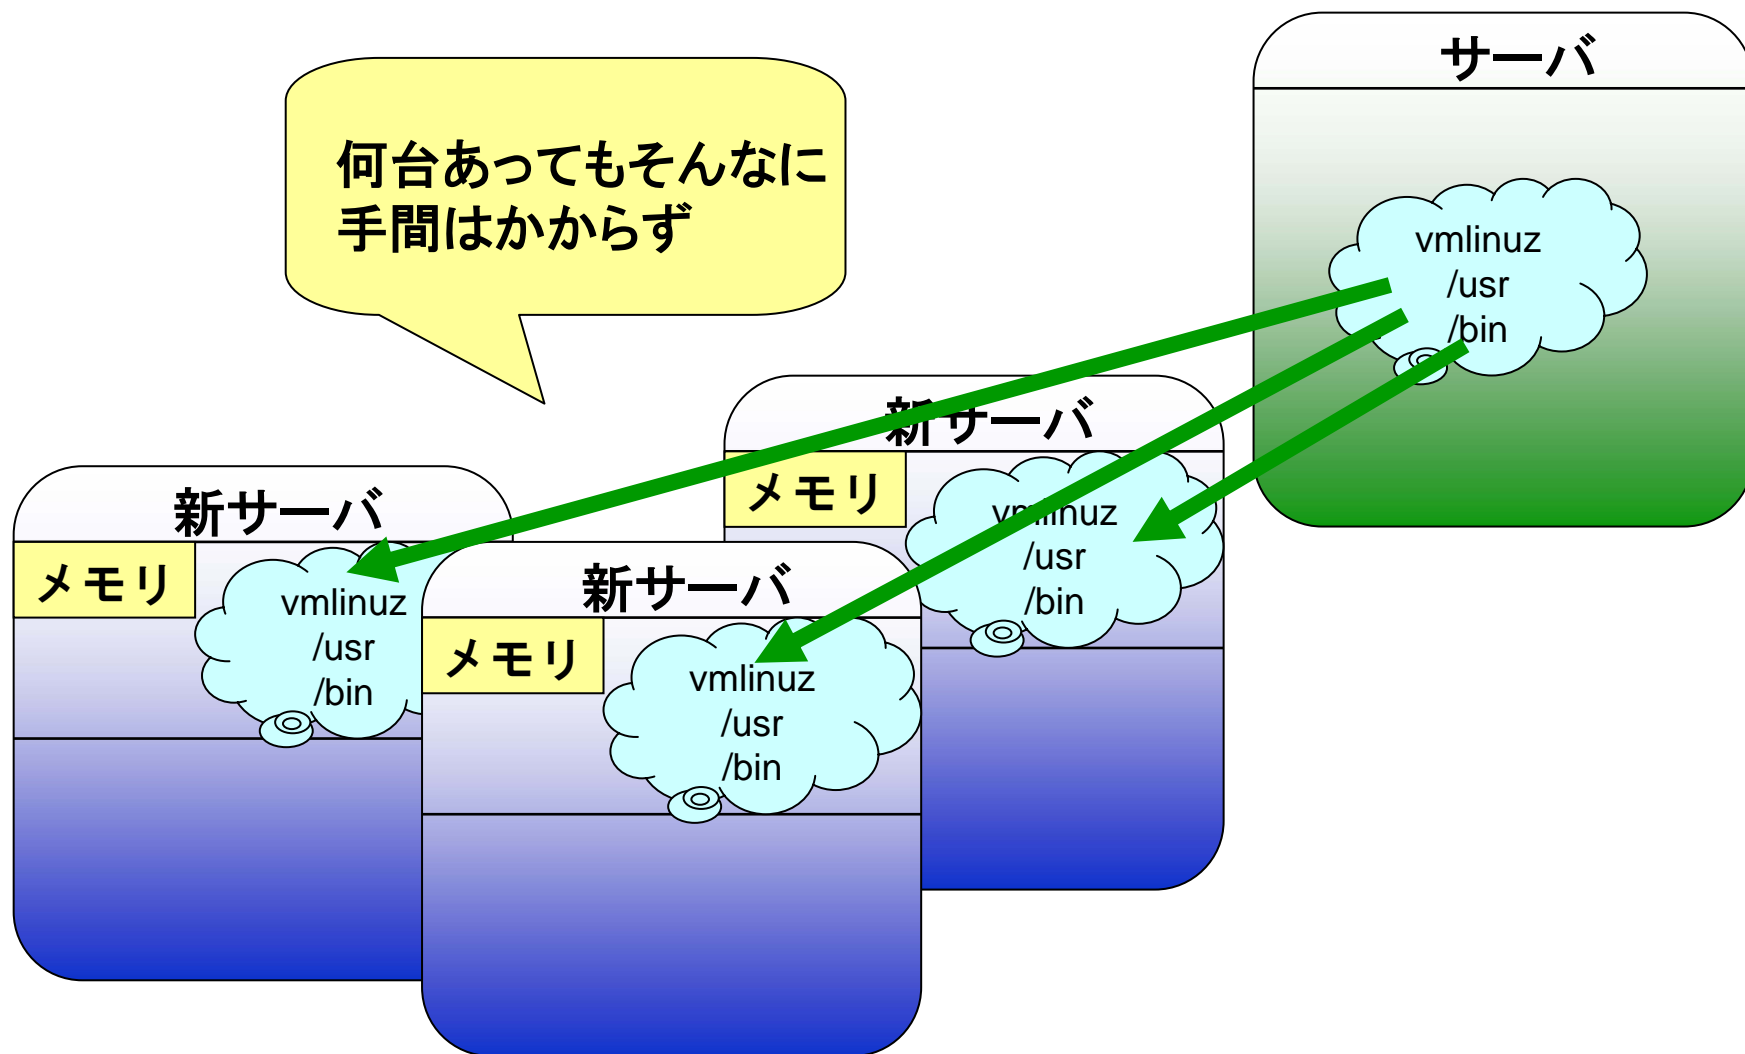 サーバ
何台あってもそんなに
手間はかからず
vmlinuz
/usr
/bin
新サーバ
メモリ
vmlinuz
/usr
/bin
新サーバ
メモリ
vmlinuz
/usr
/bin
新サーバ
メモリ
vmlinuz
/usr
/bin